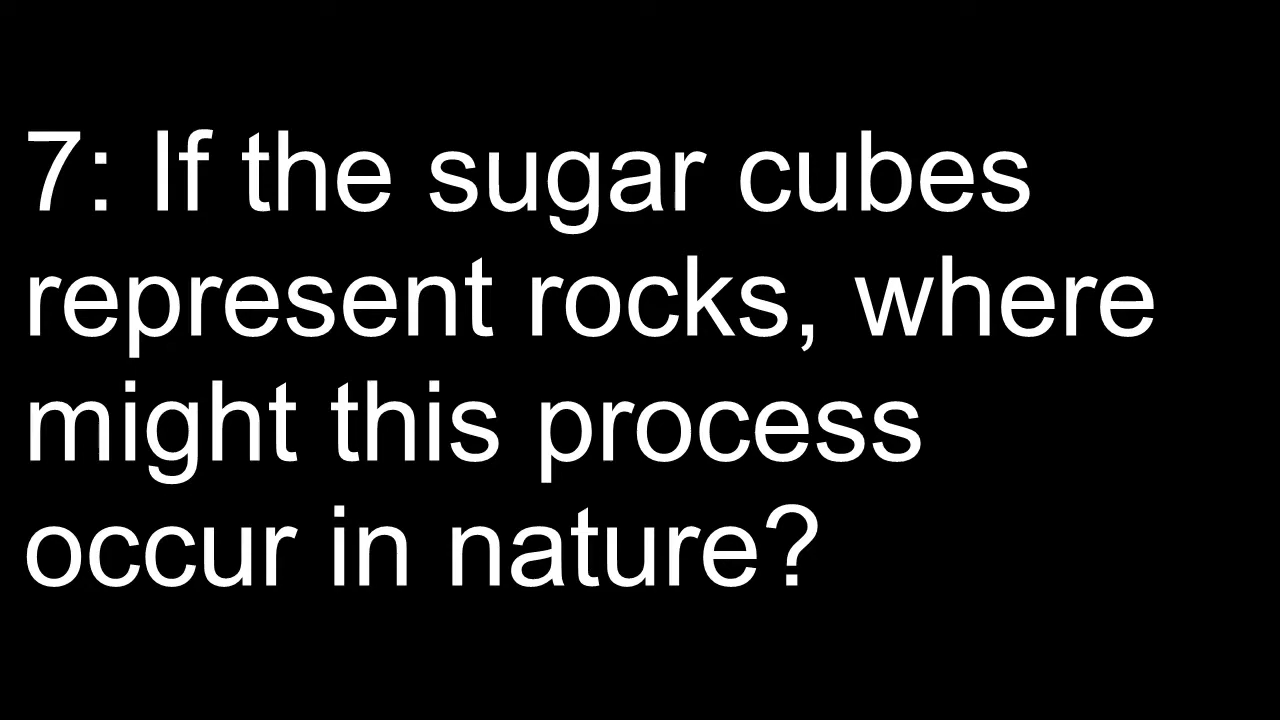 7: If the sugar cubes
represent rocks, where
might this process
occur in nature?